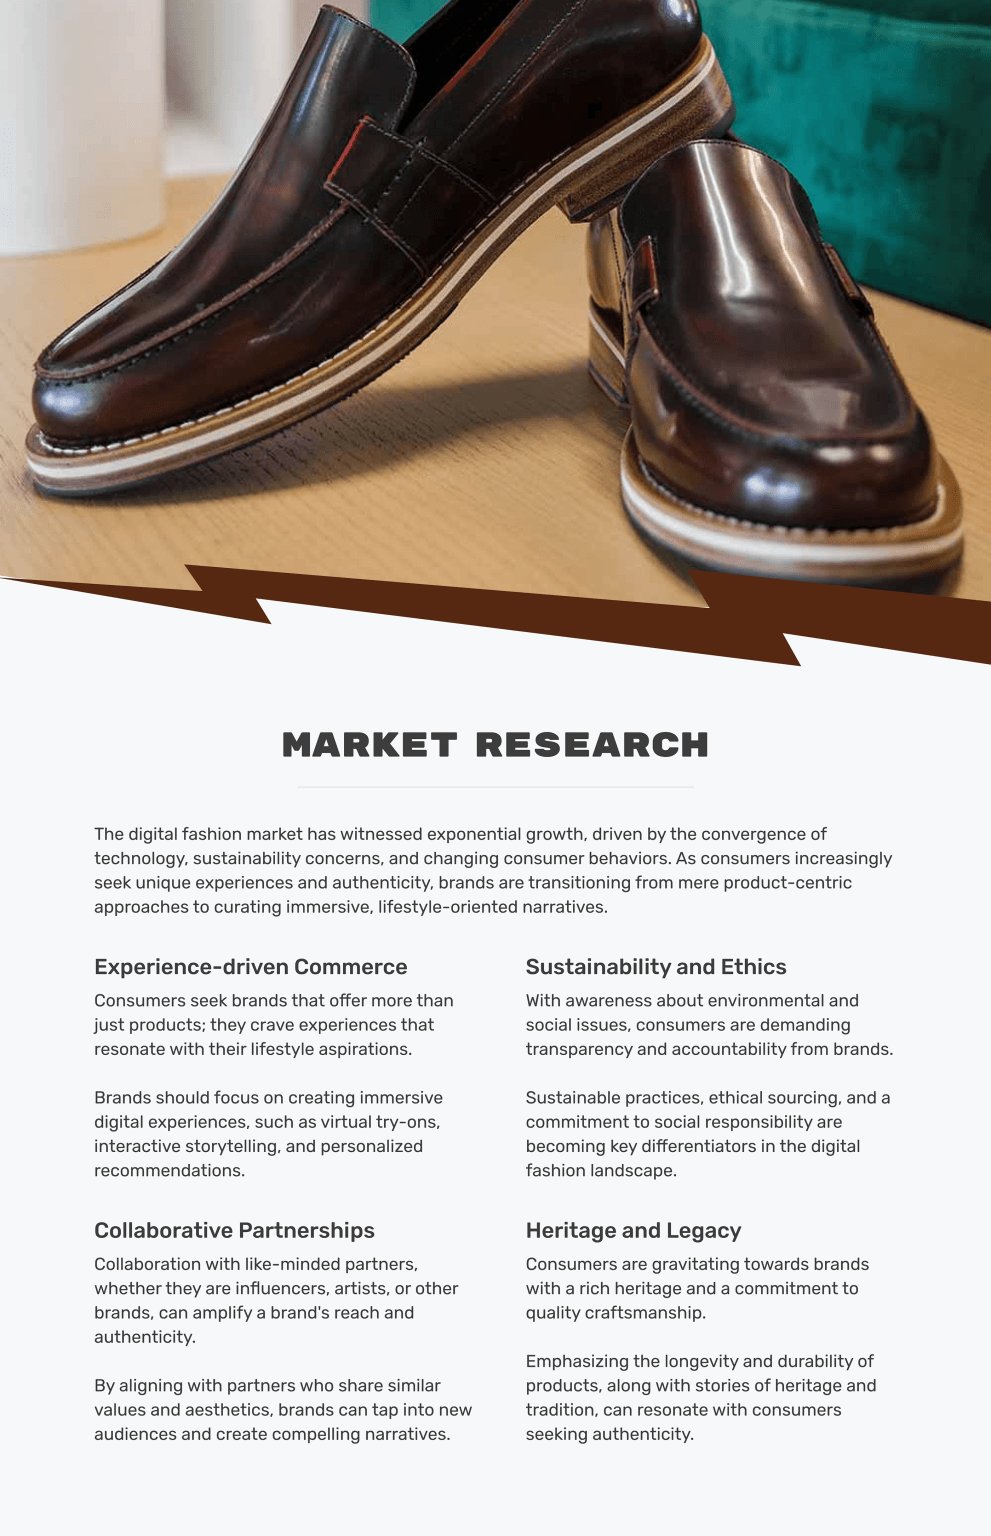 MARKET RESEARCH
The digital fashion market has witnessed exponential growth, driven by the convergence of
technology, sustainability concerns, and changing consumer behaviors. As consumers increasingly
seek unique experiences and authenticity, brands are transitioning from mere product-centric
approaches to curating immersive, lifestyle-oriented narratives.
Experience-driven Commerce
Consumers seek brands that offer more than
just products; they crave experiences that
resonate with their lifestyle aspirations.
Brands should focus on creating immersive
digital experiences, such as virtual try-ons,
interactive storytelling, and personalized
recommendations.
Sustainability and Ethics
With awareness about environmental and
social issues, consumers are demanding
transparency and accountability from brands.
Sustainable practices, ethical sourcing, and a
commitment to social responsibility are
becoming key differentiators in the digital
fashion landscape.
Collaborative Partnerships
Collaboration with like-minded partners,
whether they are influencers, artists, or other
brands, can amplify a brand's reach and
authenticity.
By aligning with partners who share similar
values and aesthetics, brands can tap into new
audiences and create compelling narratives.
Heritage and Legacy
Consumers are gravitating towards brands
with a rich heritage and a commitment to
quality craftsmanship.
Emphasizing the longevity and durability of
products, along with stories of heritage and
tradition, can resonate with consumers
seeking authenticity.